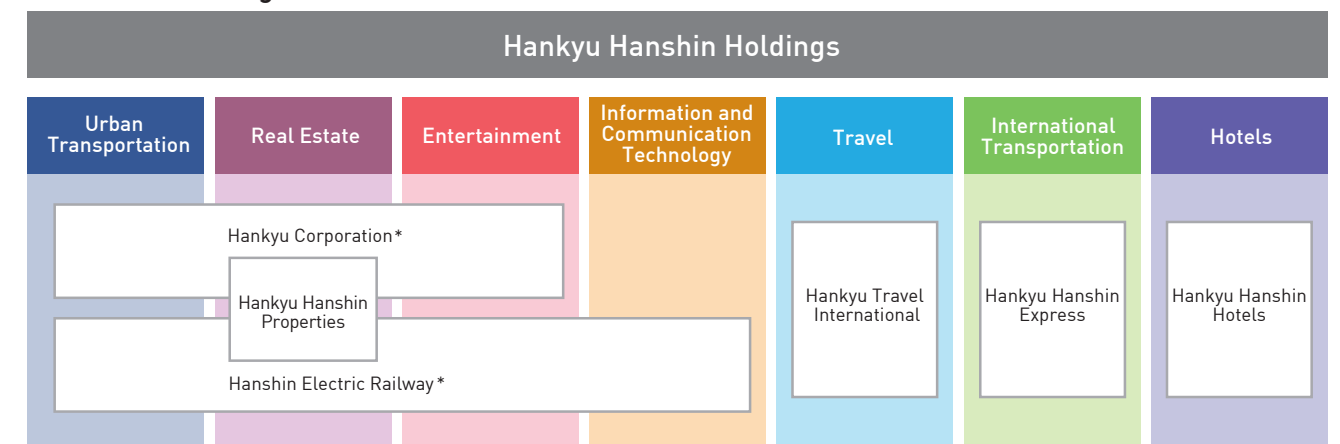 Hankyu Hanshin Holdings
Urban
Transportation
Real Estate
Entertainment
Information and
Communication
Technology
Travel
International
Transportation
Hotels
Hankyu Corporation*
Hankyu Hanshin
Properties
Hanshin Electric Railway*
Hankyu Travel
International
Hankyu Hanshin
Express
Hankyu Hanshin
Hotels